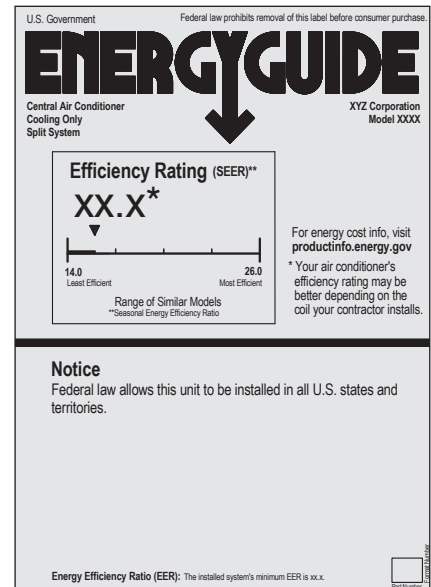 U.S. Government
Federal law prohibits removal of this label before consumer purchase.
ENERGYGUIDE
Central Air Conditioner
Cooling Only
Split System
XYZ Corporation
Model XXXX
Efficiency Rating (SEER)**
XX.X*
14.0
Least Efficient
26.0
Most Efficient
Range of Similar Models
**Seasonal Energy Efficiency Ratio
For energy cost info, visit
productinfo.energy.gov
* Your air conditioner's
efficiency rating may be
better depending on the
coil your contractor installs.
Notice
Federal law allows this unit to be installed in all U.S. states and
territories.
Energy Efficiency Ratio (EER): The installed system's minimum EER is xx.x.
Part Number
Format Number